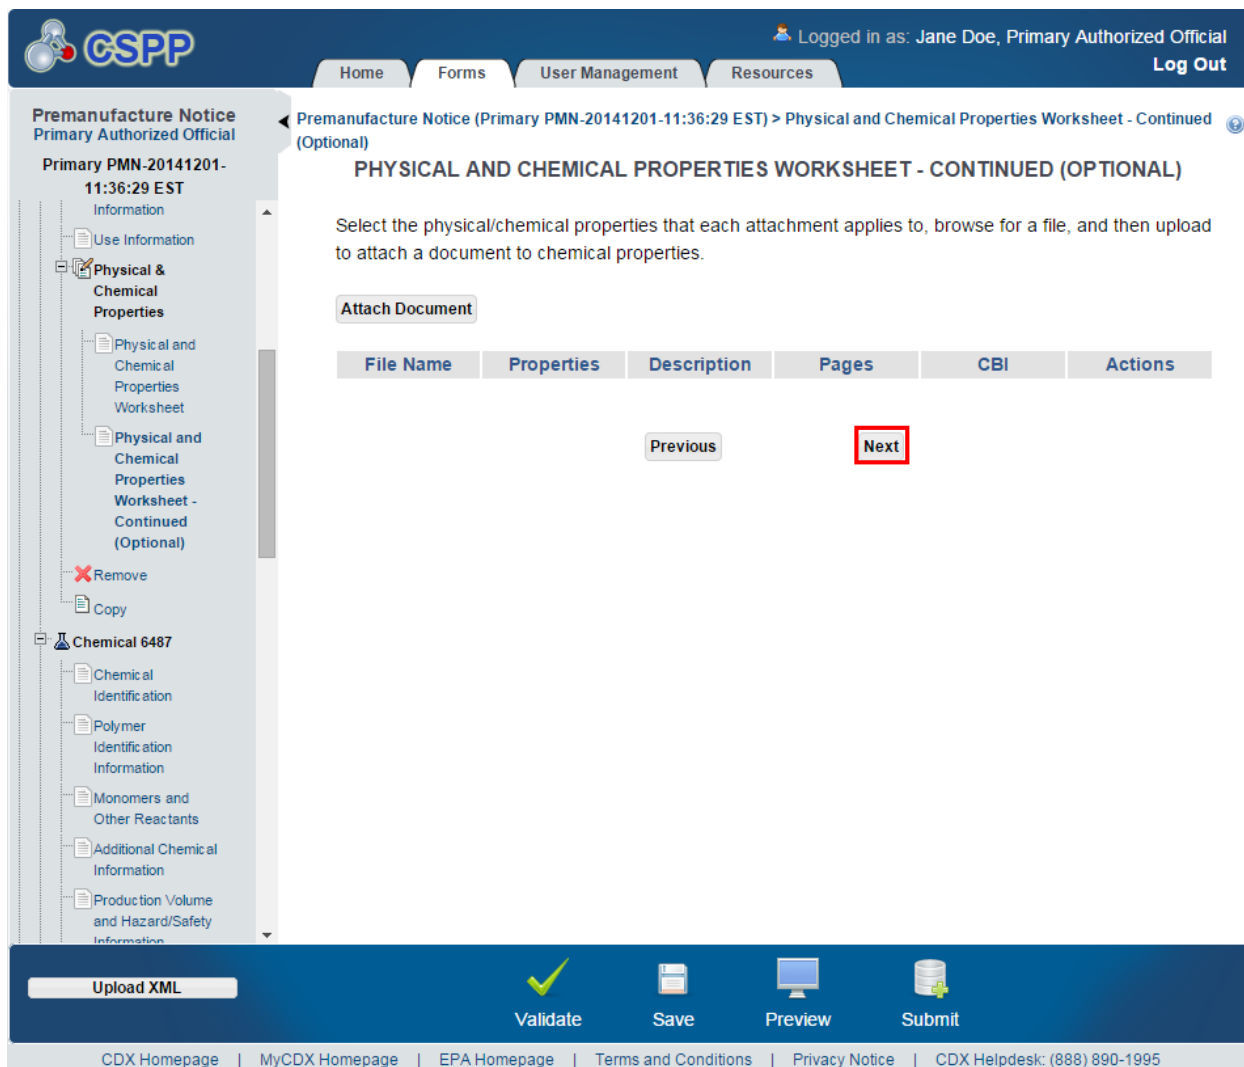 CSPP
Logged in as: Jane Doe, Primary Authorized Official
Log Out
Home Forms User Management Resources
Premanufacture Notice
Primary Authorized Official
Primary PMN-20141201-
11:36:29 EST
Information
Use Information
Physical &
Chemical
Properties
Physical and
Chemical
Properties
Worksheet
Physical and
Chemical
Properties
Worksheet -
Continued
(Optional)
Remove
Copy
Chemical 6487
Chemical
Identification
Polymer
Identification
Information
Monomers and
Other Reactants
Additional Chemical
Information
Production Volume
and Hazard/Safety
Information
Premanufacture Notice (Primary PMN-20141201-11:36:29 EST) > Physical and Chemical Properties Worksheet - Continued
(Optional)
PHYSICAL AND CHEMICAL PROPERTIES WORKSHEET - CONTINUED (OPTIONAL)
Select the physical/chemical properties that each attachment applies to, browse for a file, and then upload
to attach a document to chemical properties.
Attach Document
File Name Properties Description Pages CBI Actions
Previous Next
Upload XML
Validate Save Preview Submit
CDX Homepage | MyCDX Homepage | EPA Homepage | Terms and Conditions | Privacy Notice | CDX Helpdesk: (888) 890-1995